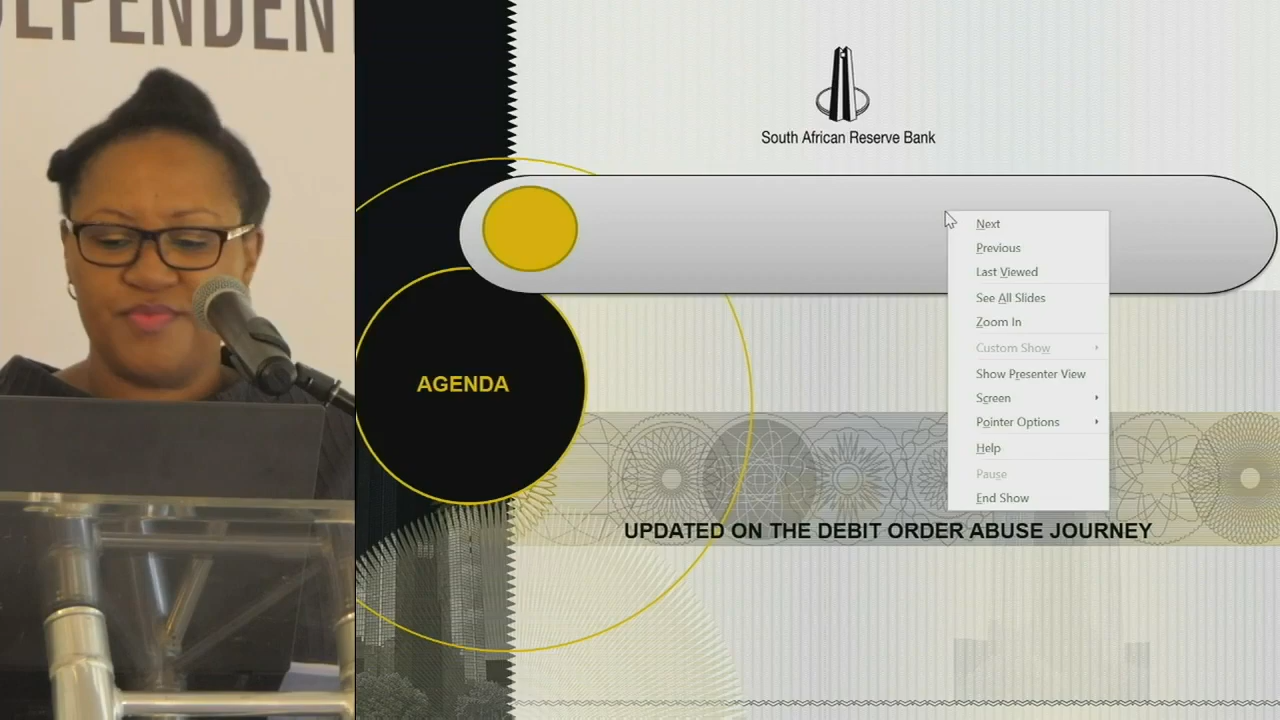 DEPENDEN
South African Reserve Bank
Next
Previous
Last Viewed
See All Slides
Zoom In
Custom Show
Show Presenter View
Screen
Pointer Options
Help
Pause
End Show
AGENDA
UPDATED ON THE DEBIT ORDER ABUSE JOURNEY